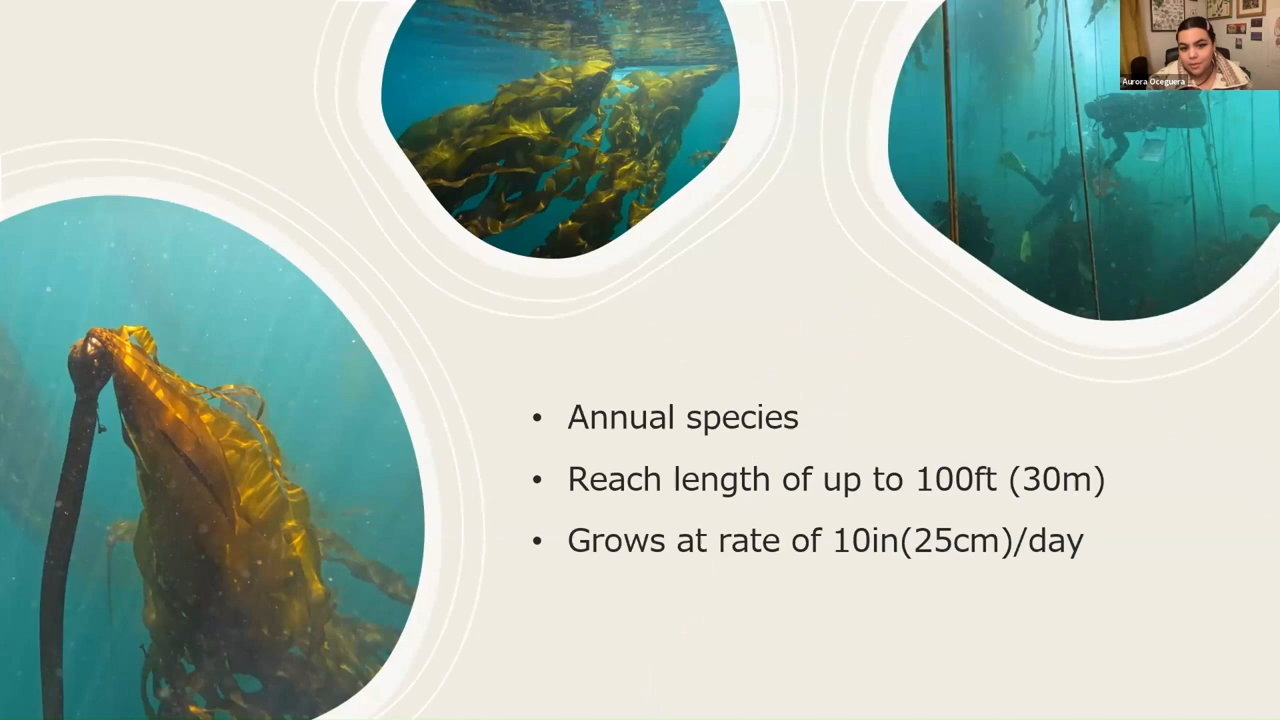 Aurora Oceguera
• Annual species
• Reach length of up to 100ft (30m)
• Grows at rate of 10in(25cm)/day